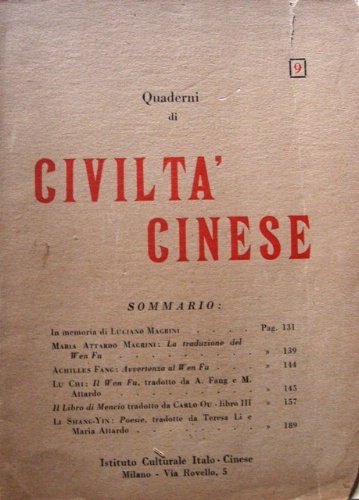 9
Quaderni
di
CIVILTA'
CINESE
SOMMARIO:
In memoria di LUCIANO MAGRINI . . . . Pag. 131
MARIA ATTARDO MAGRINI: La traduzione del
Wen Fu . . . . . . . » 139
ACHILLES FANG: Avvertenza al Wen Fu . . . » 144
LU CHI: Il Wen Fu, tradotto da A. Fang e M.
Attardo . . . . . . . » 145
Il Libro di Mencio tradotto da CARLO OU - libro III » 157
LI SHANG-YIN: Poesie, tradotte da Teresa Li e
Maria Attardo . . . . . . » 189
Istituto Culturale Italo - Cinese
Milano - Via Rovello, 5